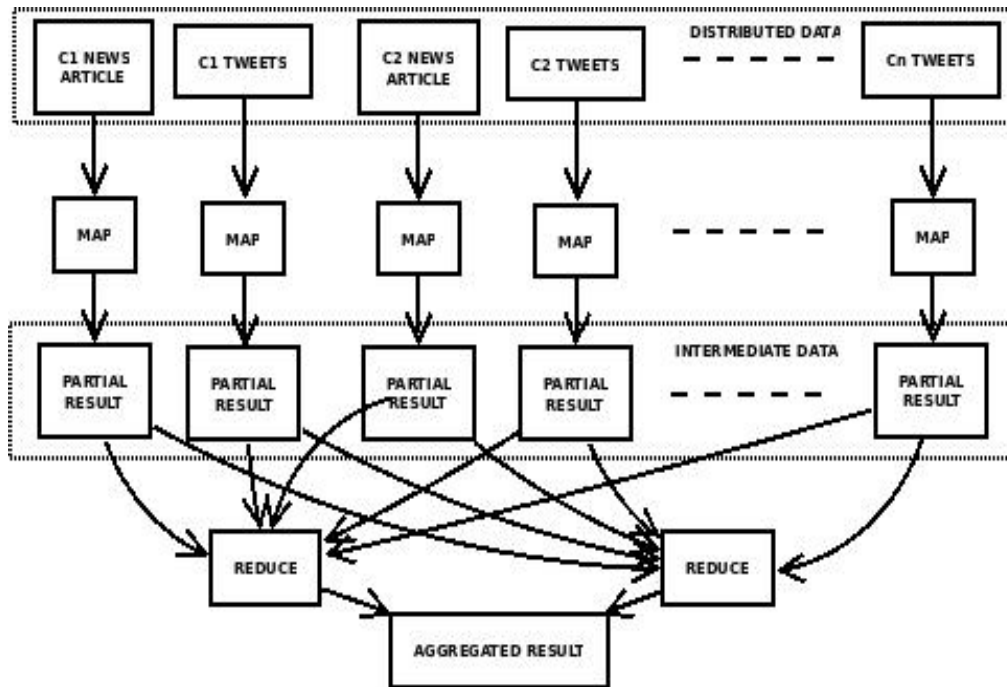 DISTRIBUTED DATA
C1 NEWS
ARTICLE
C1 TWEETS
C2 NEWS
ARTICLE
C2 TWEETS
Cn TWEETS
MAP
MAP
MAP
MAP
MAP
INTERMEDIATE DATA
PARTIAL
RESULT
PARTIAL
RESULT
PARTIAL
RESULT
PARTIAL
RESULT
PARTIAL
RESULT
REDUCE
REDUCE
AGGREGATED RESULT